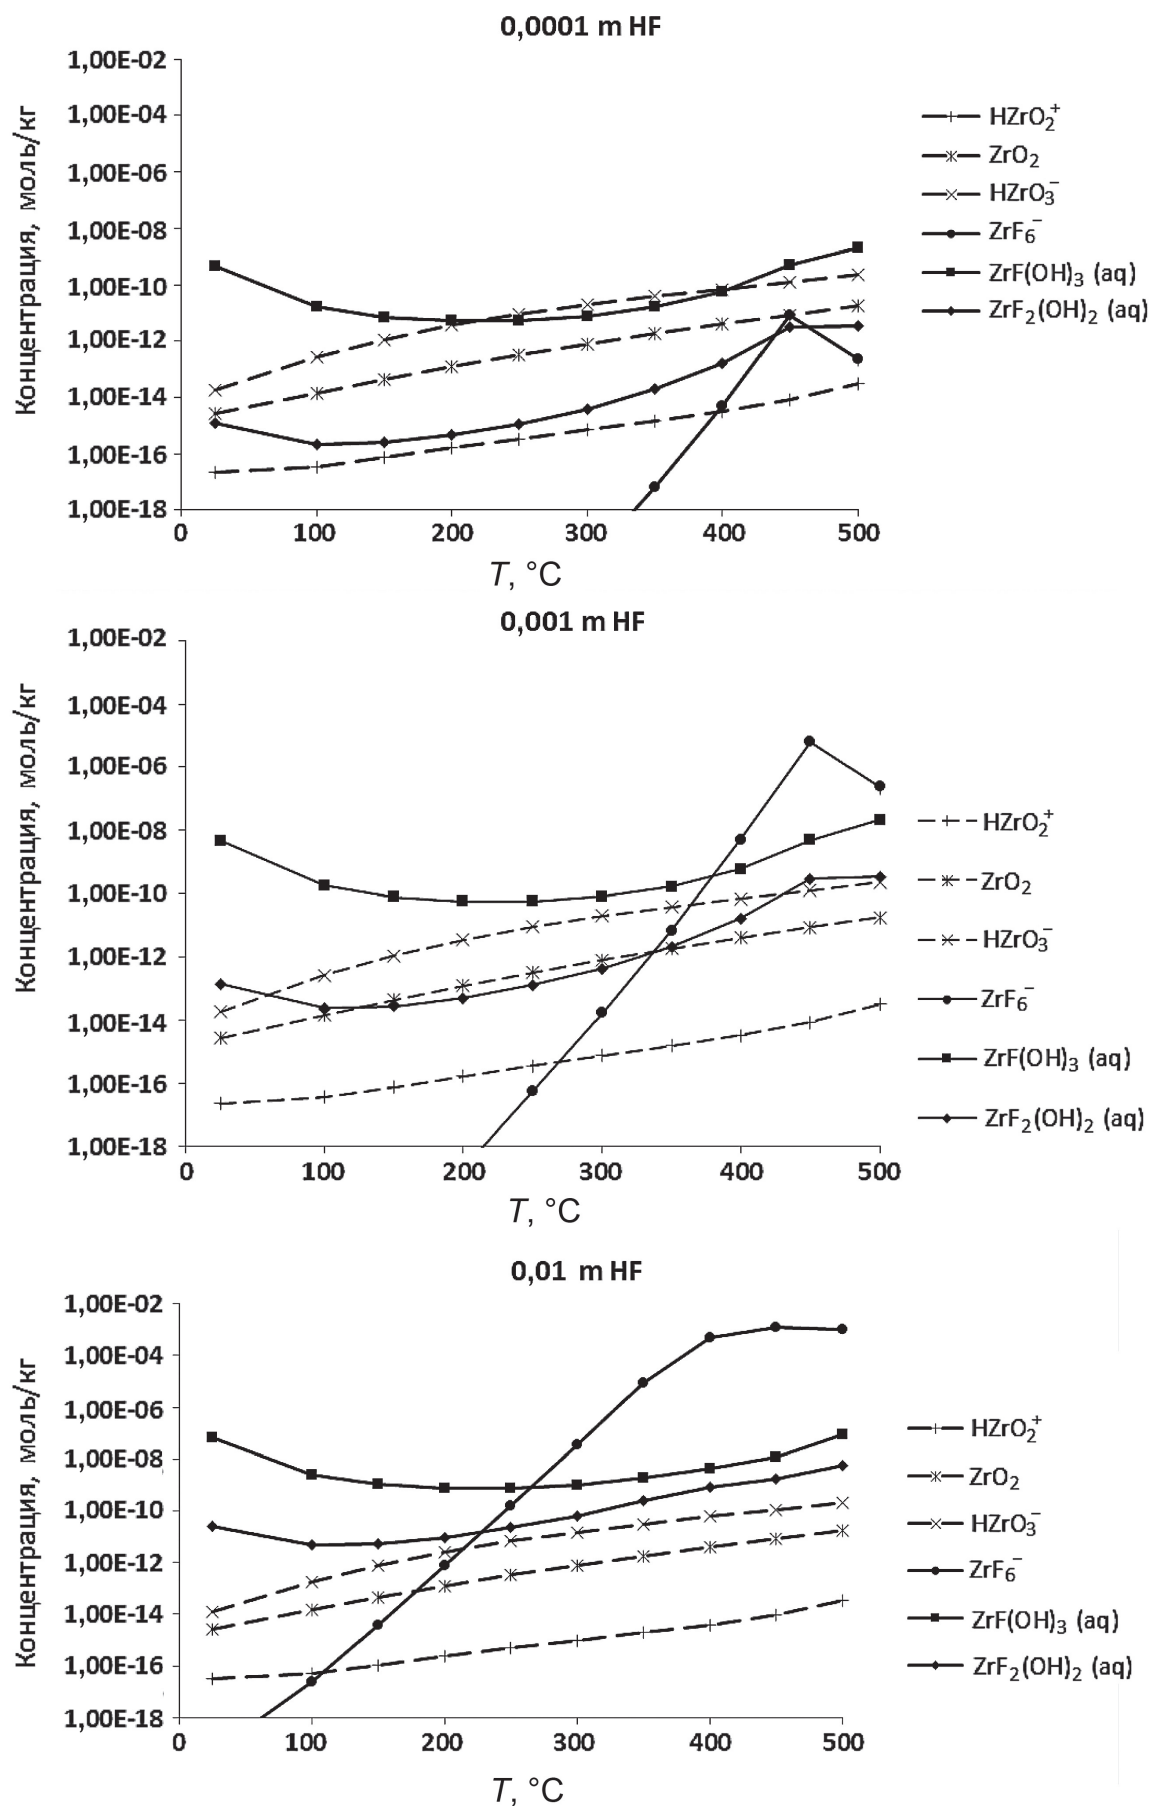 0,0001 m HF
Концентрация, моль/кг
1,00E-02
1,00E-04
1,00E-06
1,00E-08
1,00E-10
1,00E-12
1,00E-14
1,00E-16
1,00E-18
0 100 200 300 400 500
T, °C
HZrO₂⁺
ZrO₂
HZrO₃⁻
ZrF₆⁻
ZrF(OH)₃ (aq)
ZrF₂(OH)₂ (aq)
0,001 m HF
Концентрация, моль/кг
1,00E-02
1,00E-04
1,00E-06
1,00E-08
1,00E-10
1,00E-12
1,00E-14
1,00E-16
1,00E-18
0 100 200 300 400 500
T, °C
HZrO₂⁺
ZrO₂
HZrO₃⁻
ZrF₆⁻
ZrF(OH)₃ (aq)
ZrF₂(OH)₂ (aq)
0,01 m HF
Концентрация, моль/кг
1,00E-02
1,00E-04
1,00E-06
1,00E-08
1,00E-10
1,00E-12
1,00E-14
1,00E-16
1,00E-18
0 100 200 300 400 500
T, °C
HZrO₂⁺
ZrO₂
HZrO₃⁻
ZrF₆⁻
ZrF(OH)₃ (aq)
ZrF₂(OH)₂ (aq)